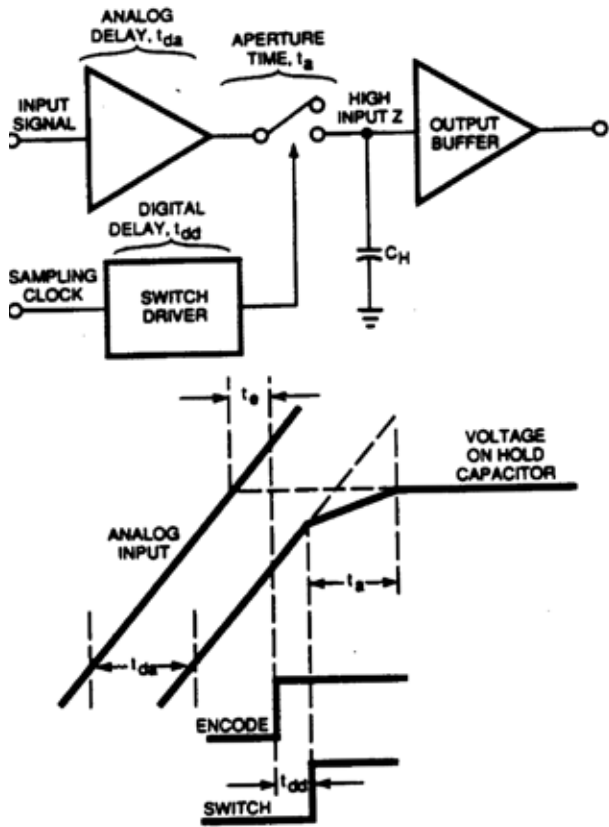 ANALOG
DELAY, tda
APERTURE
TIME, ta
INPUT
SIGNAL
HIGH
INPUT Z
OUTPUT
BUFFER
DIGITAL
DELAY, tdd
CH
SAMPLING
CLOCK
SWITCH
DRIVER
te
VOLTAGE
ON HOLD
CAPACITOR
ANALOG
INPUT
ta
tda
ENCODE
tdd
SWITCH